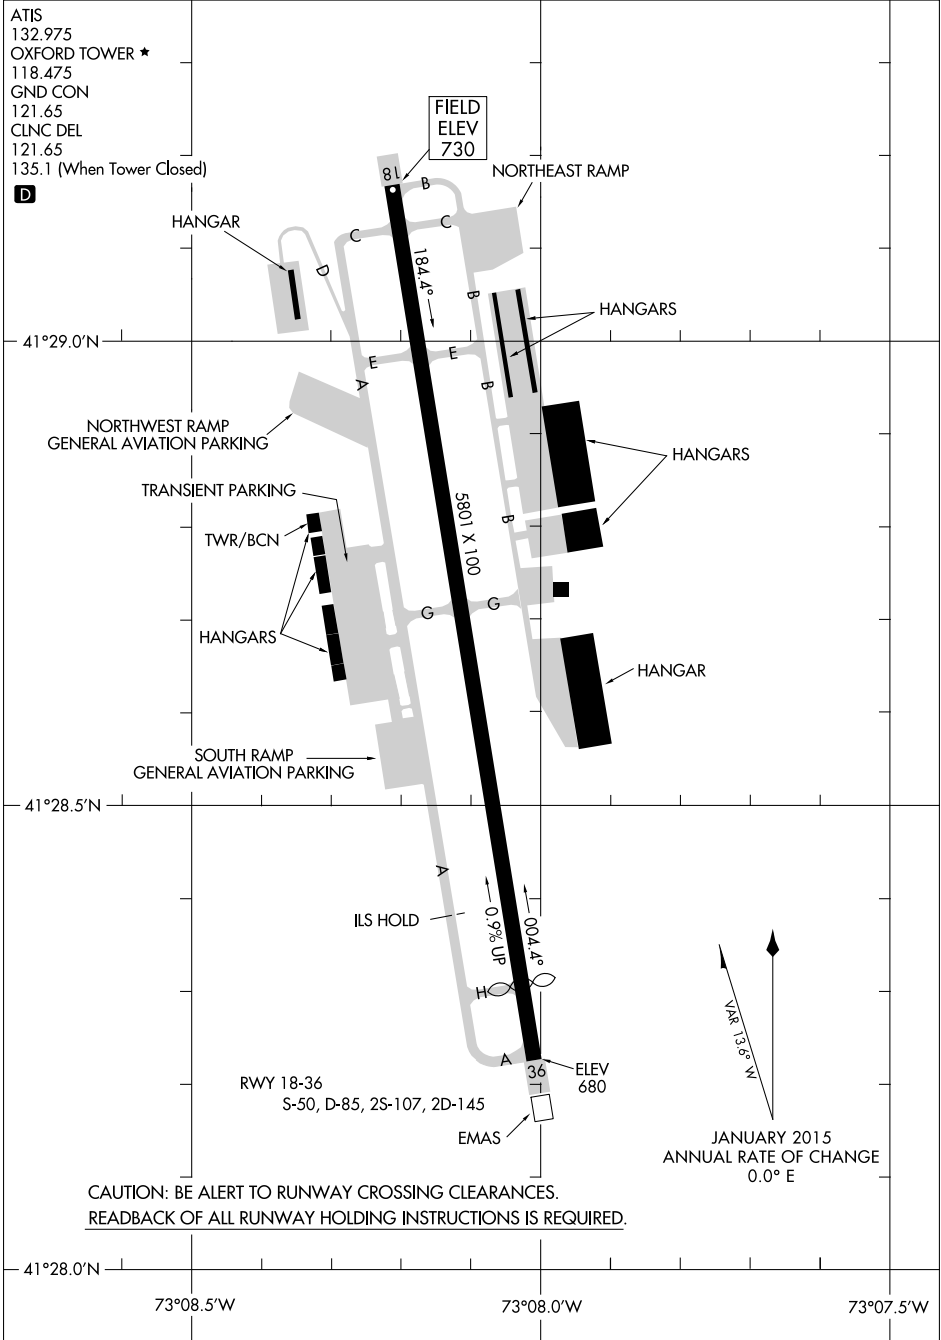 ATIS
132.975
OXFORD TOWER ★
118.475
GND CON
121.65
CLNC DEL
121.65
135.1 (When Tower Closed)
D
FIELD
ELEV
730
NORTHEAST RAMP
HANGAR
18
B
C
C
D
184.4°
B
HANGARS
41°29.0'N
E
E
A
B
NORTHWEST RAMP
GENERAL AVIATION PARKING
HANGARS
TRANSIENT PARKING
5801 X 100
B
TWR/BCN
G
G
HANGARS
HANGAR
SOUTH RAMP
GENERAL AVIATION PARKING
41°28.5'N
A
ILS HOLD
0.9% UP
004.4°
H
VAR 13.6° W
A
36
ELEV
680
RWY 18-36
S-50, D-85, 2S-107, 2D-145
EMAS
JANUARY 2015
ANNUAL RATE OF CHANGE
0.0° E
CAUTION: BE ALERT TO RUNWAY CROSSING CLEARANCES.
READBACK OF ALL RUNWAY HOLDING INSTRUCTIONS IS REQUIRED.
41°28.0'N
73°08.5'W
73°08.0'W
73°07.5'W